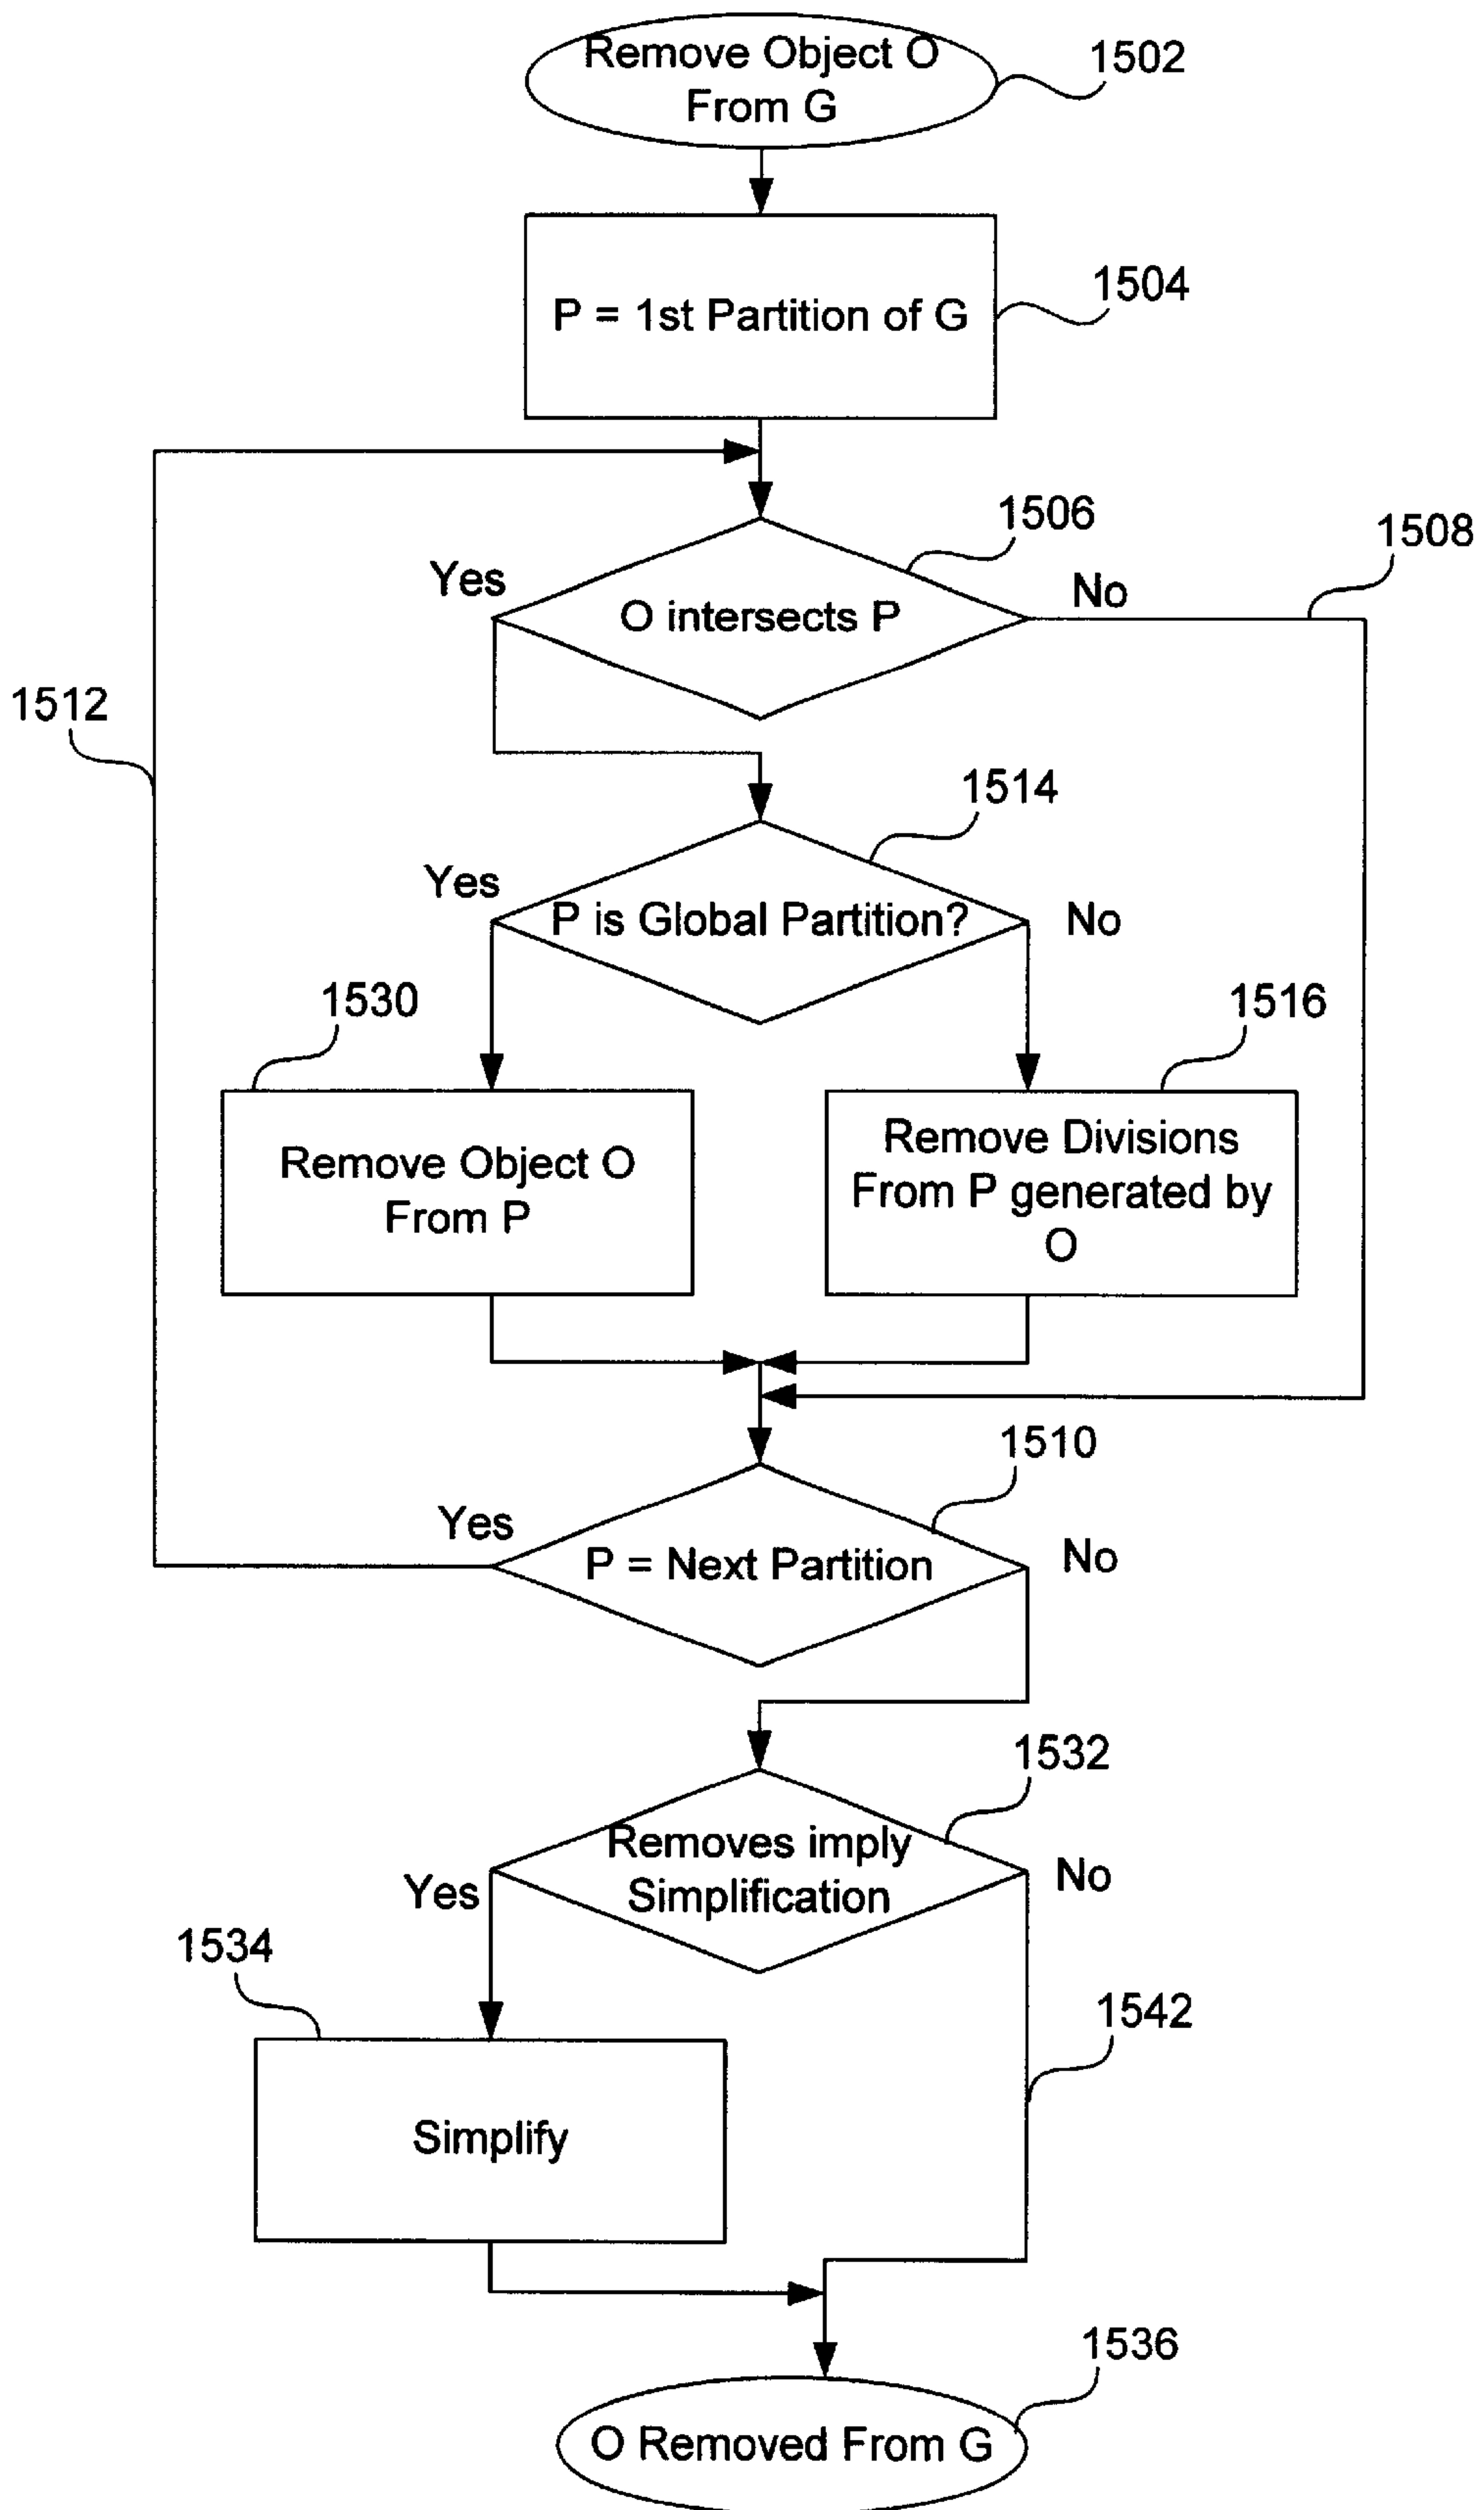 Remove Object O
From G
1502
P = 1st Partition of G
1504
1506
1508
Yes
O intersects P
No
1512
1514
Yes
P is Global Partition?
No
1530
1516
Remove Object O
From P
Remove Divisions
From P generated by
O
1510
Yes
P = Next Partition
No
1532
Removes imply
Simplification
Yes
No
1534
1542
Simplify
1536
O Removed From G